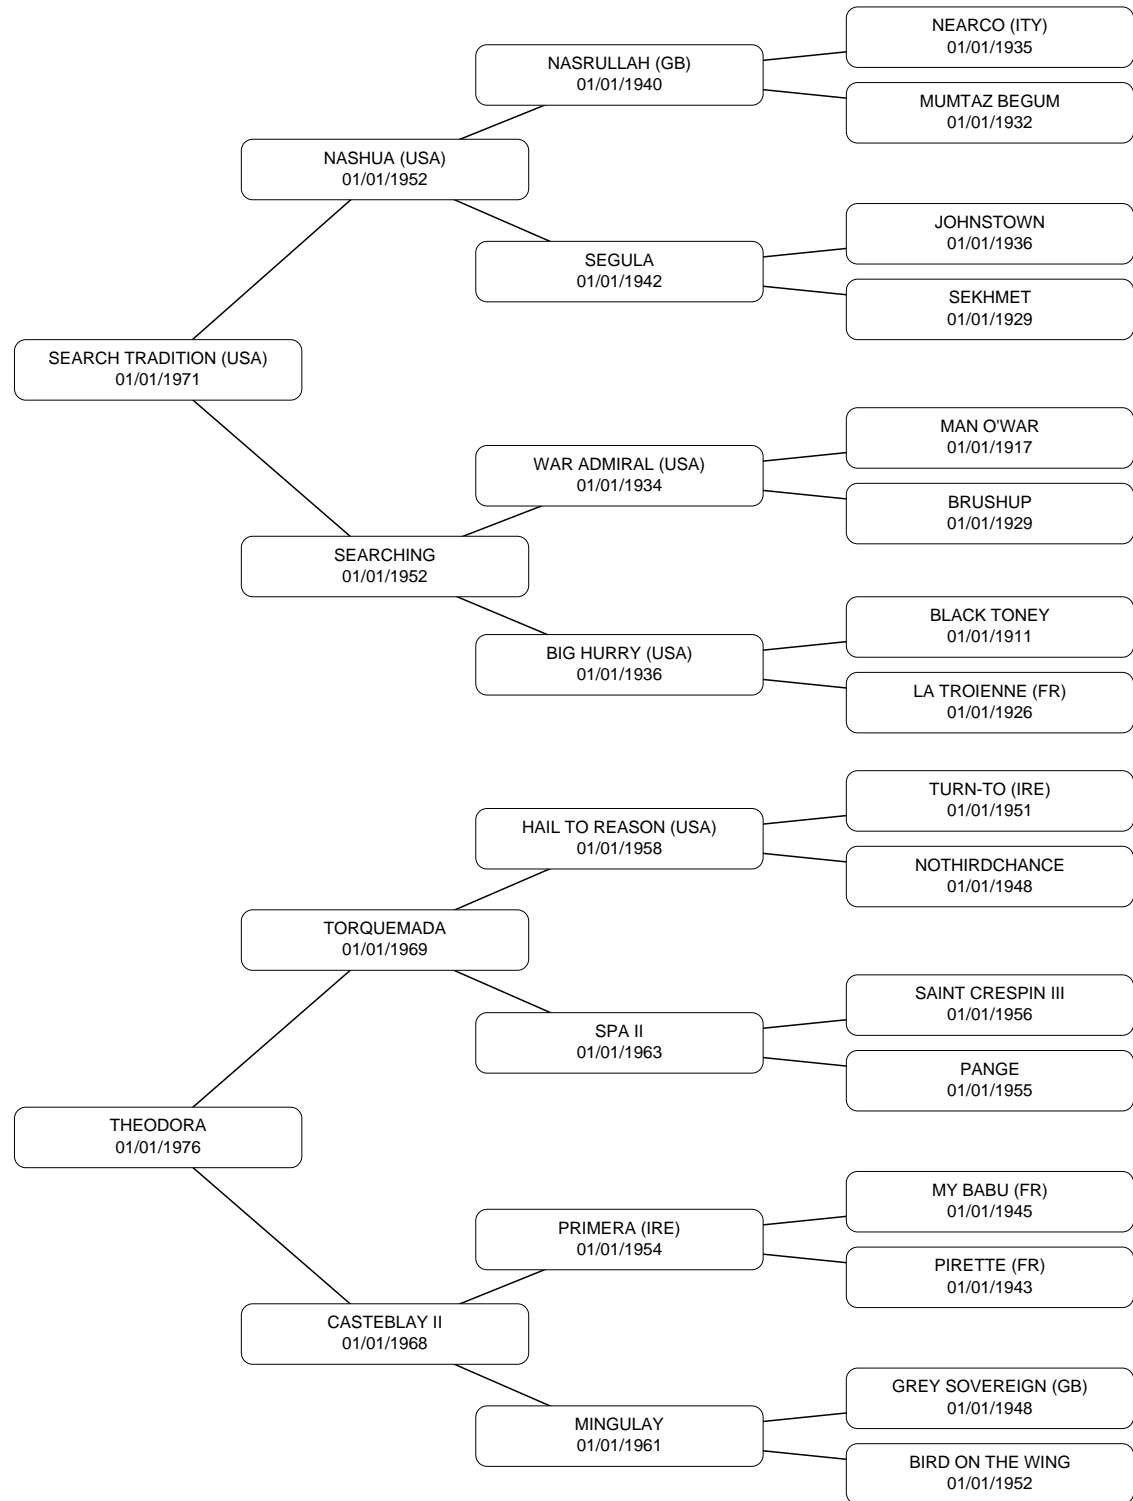 NEARCO (ITY)
01/01/1935
NASRULLAH (GB)
01/01/1940
MUMTAZ BEGUM
01/01/1932
NASHUA (USA)
01/01/1952
JOHNSTOWN
01/01/1936
SEGULA
01/01/1942
SEKHMET
01/01/1929
SEARCH TRADITION (USA)
01/01/1971
MAN O'WAR
01/01/1917
WAR ADMIRAL (USA)
01/01/1934
BRUSHUP
01/01/1929
SEARCHING
01/01/1952
BLACK TONEY
01/01/1911
BIG HURRY (USA)
01/01/1936
LA TROIENNE (FR)
01/01/1926
TURN-TO (IRE)
01/01/1951
HAIL TO REASON (USA)
01/01/1958
NOTHIRDCHANCE
01/01/1948
TORQUEMADA
01/01/1969
SAINT CRESPIN III
01/01/1956
SPA II
01/01/1963
PANGE
01/01/1955
THEODORA
01/01/1976
MY BABU (FR)
01/01/1945
PRIMERA (IRE)
01/01/1954
PIRETTE (FR)
01/01/1943
CASTEBLAY II
01/01/1968
GREY SOVEREIGN (GB)
01/01/1948
MINGULAY
01/01/1961
BIRD ON THE WING
01/01/1952